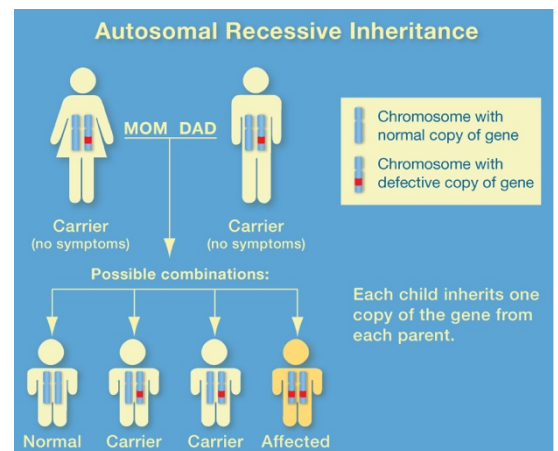 Autosomal Recessive Inheritance
MOM DAD
Carrier
(no symptoms)
Carrier
(no symptoms)
Chromosome with
normal copy of gene
Chromosome with
defective copy of gene
Possible combinations:
Each child inherits one
copy of the gene from
each parent.
Normal
Carrier
Carrier
Affected